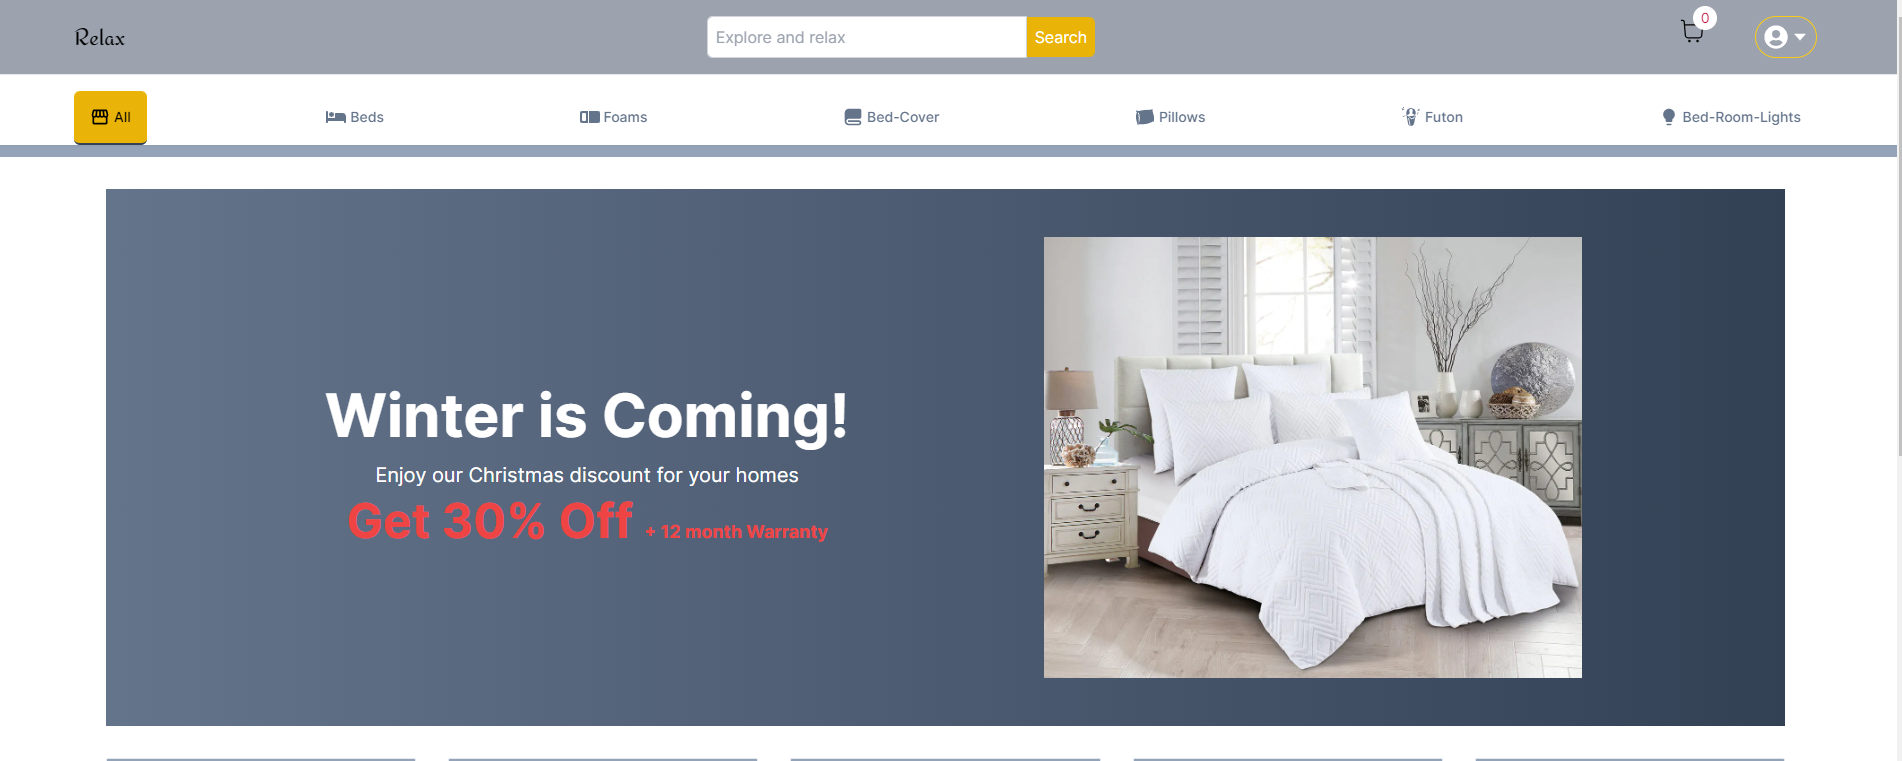 Relax
Explore and relax
Search
0
All
Beds
Foams
Bed-Cover
Pillows
Futon
Bed-Room-Lights
Winter is Coming!
Enjoy our Christmas discount for your homes
Get 30% Off + 12 month Warranty